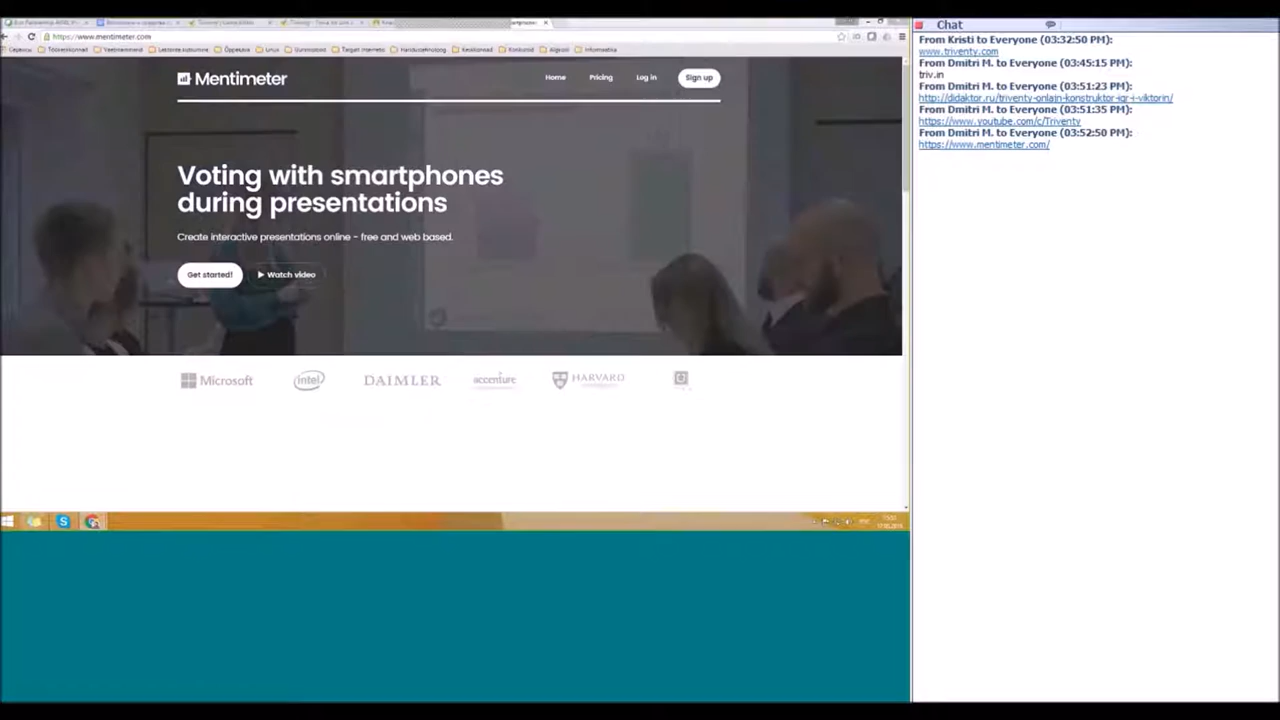 https://www.mentimeter.com
Mentimeter
Home
Pricing
Log in
Sign up
Voting with smartphones
during presentations
Create interactive presentations online - free and web based.
Get started!
Watch video
Microsoft
intel
DAIMLER
accenture
HARVARD
Chat
From Kristi to Everyone (03:32:50 PM):
www.triventy.com
From Dmitri M. to Everyone (03:45:15 PM):
triv.in
From Dmitri M. to Everyone (03:51:23 PM):
http://didaktor.ru/triventy-onlajn-konstruktor-igr-i-viktorin/
From Dmitri M. to Everyone (03:51:35 PM):
https://www.youtube.com/c/Triventy
From Dmitri M. to Everyone (03:52:50 PM):
https://www.mentimeter.com/